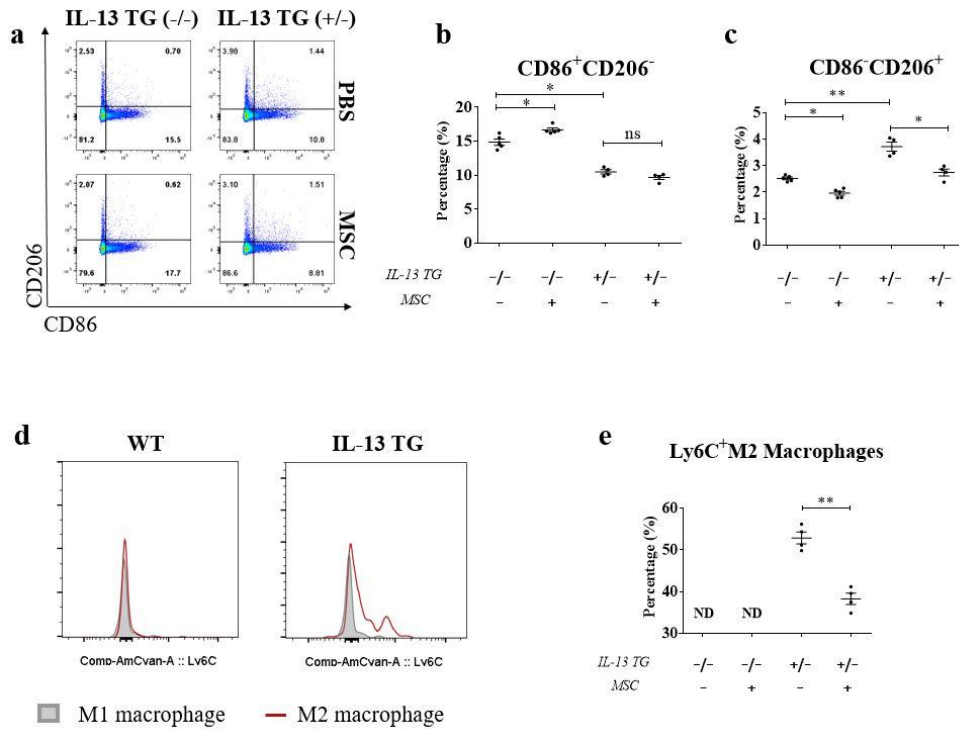 a
IL-13 TG (-/-) IL-13 TG (+/-)
2.53 0.70
81.2 15.5
3.98 1.44
83.8 10.8
PBS
2.07 0.62
79.6 17.7
3.10 1.51
86.6 8.81
MSC
CD206
CD86
b
CD86+CD206-
Percentage (%)
20
15
10
5
0
*
*
ns
IL-13 TG -/- -/- +/- +/-
MSC - + - +
c
CD86-CD206+
Percentage (%)
5
4
3
2
1
0
**
*
*
-/- -/- +/- +/-
- + - +
d
WT
Comp-AmCyan-A :: Ly6C
IL-13 TG
Comp-AmCyan-A :: Ly6C
M1 macrophage M2 macrophage
e
Ly6C+M2 Macrophages
Percentage (%)
60
50
40
30
ND ND
**
IL-13 TG -/- -/- +/- +/-
MSC - + - +